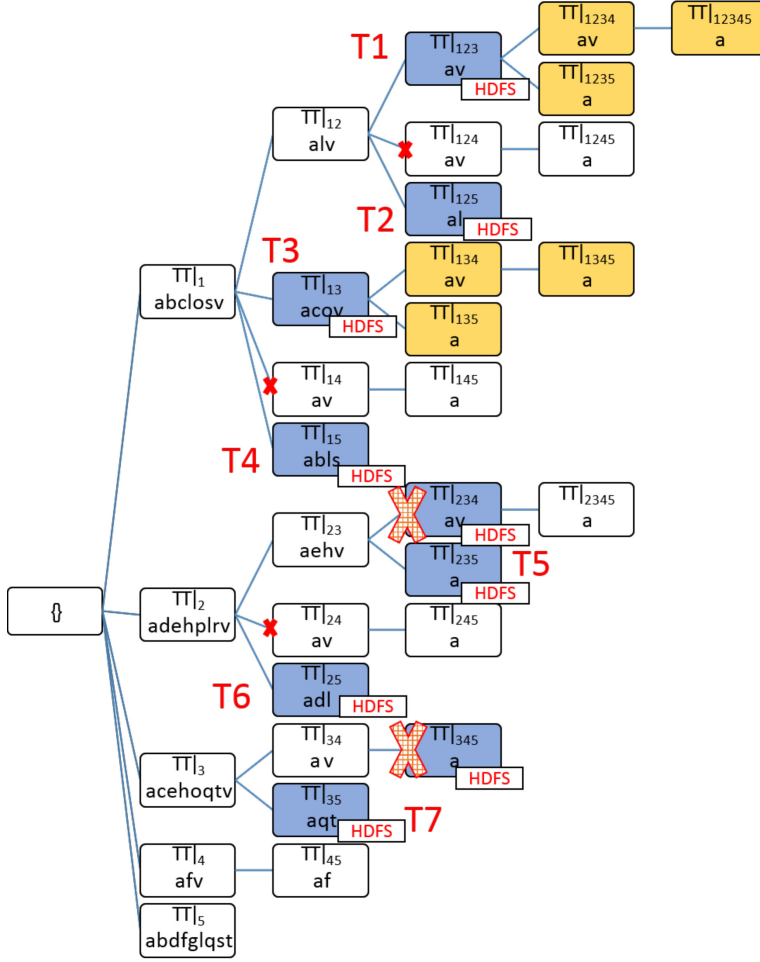 TT|1234
av
TT|12345
a
T1
TT|123
av
HDFS
TT|1235
a
TT|12
alv
TT|124
av
TT|1245
a
T2
TT|125
al
HDFS
T3
TT|134
av
TT|1345
a
TT|1
abclosv
TT|13
acov
HDFS
TT|135
a
TT|14
av
TT|145
a
T4
TT|15
abls
HDFS
TT|234
av
HDFS
TT|2345
a
TT|23
aehv
TT|235
a
HDFS
T5
{}
TT|2
adehplrv
TT|24
av
TT|245
a
T6
TT|25
adl
HDFS
TT|34
av
TT|345
a
HDFS
TT|3
acehoqtv
TT|35
aqt
HDFS
T7
TT|4
afv
TT|45
af
TT|5
abdfglqst